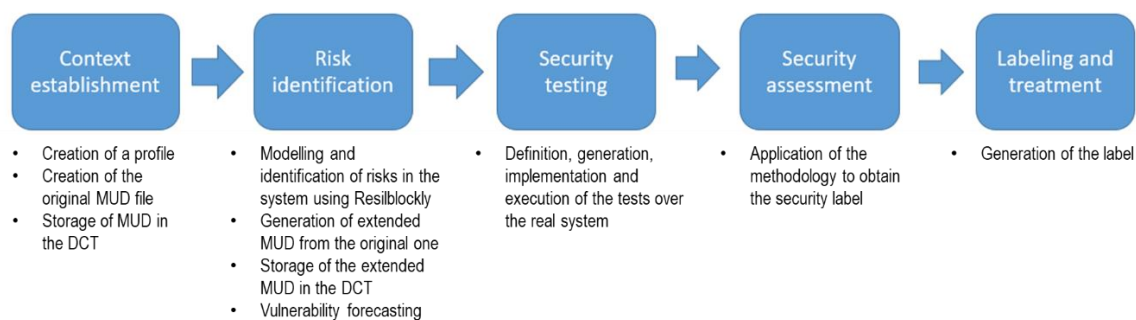 Context
establishment
Risk
identification
Security
testing
Security
assessment
Labeling and
treatment
• Creation of a profile
• Creation of the
original MUD file
• Storage of MUD in
the DCT
• Modelling and
identification of risks in
the system using Resilblockly
• Generation of extended
MUD from the original one
• Storage of the extended
MUD in the DCT
• Vulnerability forecasting
• Definition, generation,
implementation and
execution of the tests over
the real system
• Application of the
methodology to obtain
the security label
• Generation of the label